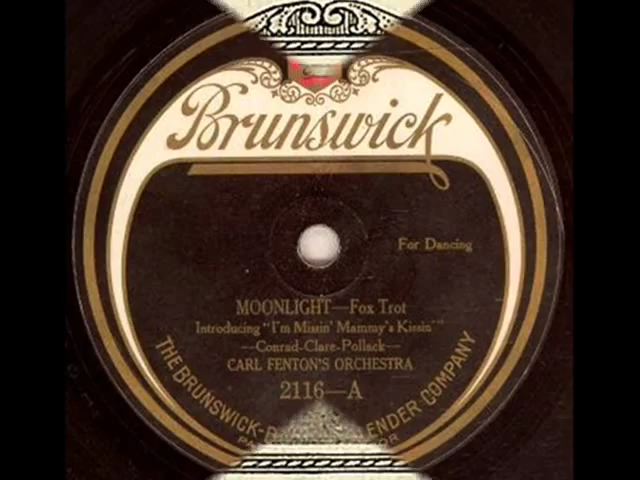 Brunswick
For Dancing
MOONLIGHT—Fox Trot
Introducing "I'm Missin' Mammy's Kissin'"
—Conrad-Clare-Pollack—
CARL FENTON'S ORCHESTRA
2116—A
THE BRUNSWICK- ENDER COMPANY